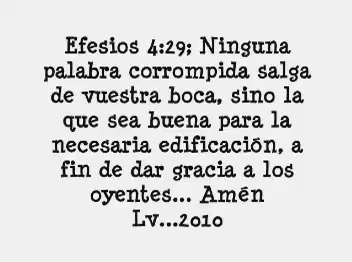 Efesios 4:29; Ninguna
palabra corrompida salga
de vuestra boca, sino la
que sea buena para la
necesaria edificación, a
fin de dar gracia a los
oyentes... Amén
Lv...2010